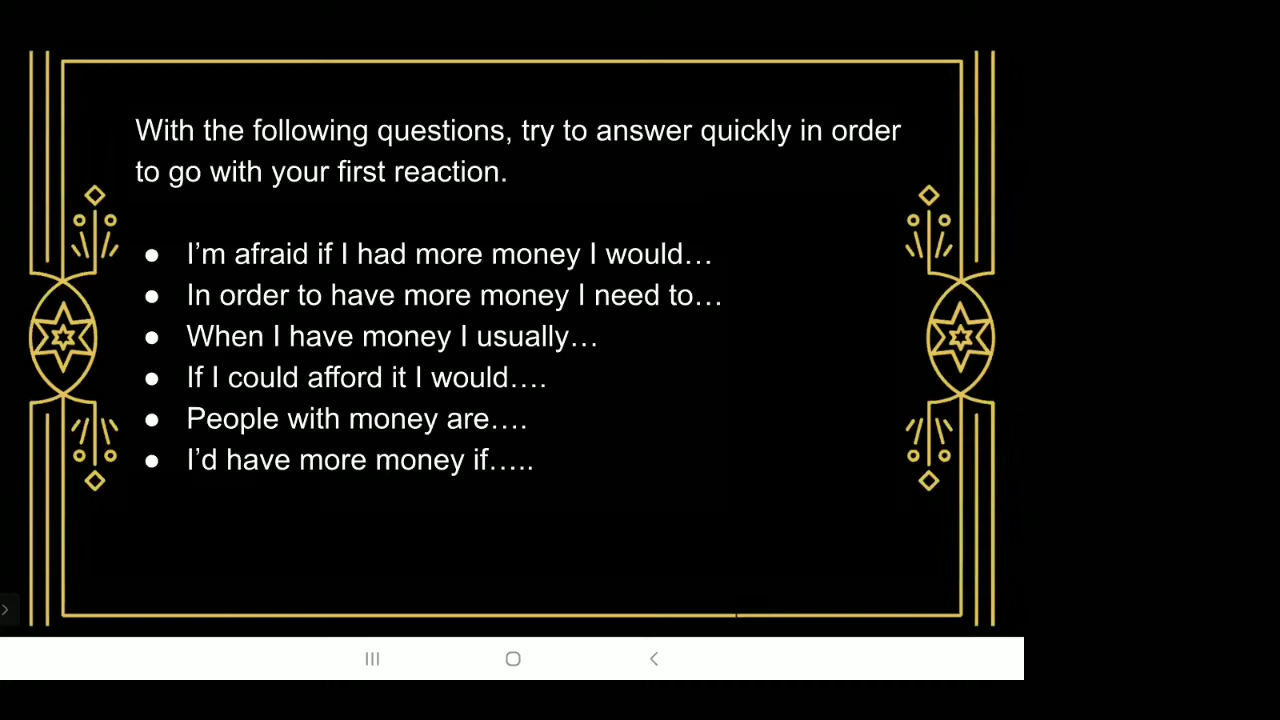 With the following questions, try to answer quickly in order
to go with your first reaction.
● I’m afraid if I had more money I would…
● In order to have more money I need to…
● When I have money I usually…
● If I could afford it I would….
● People with money are….
● I’d have more money if…..